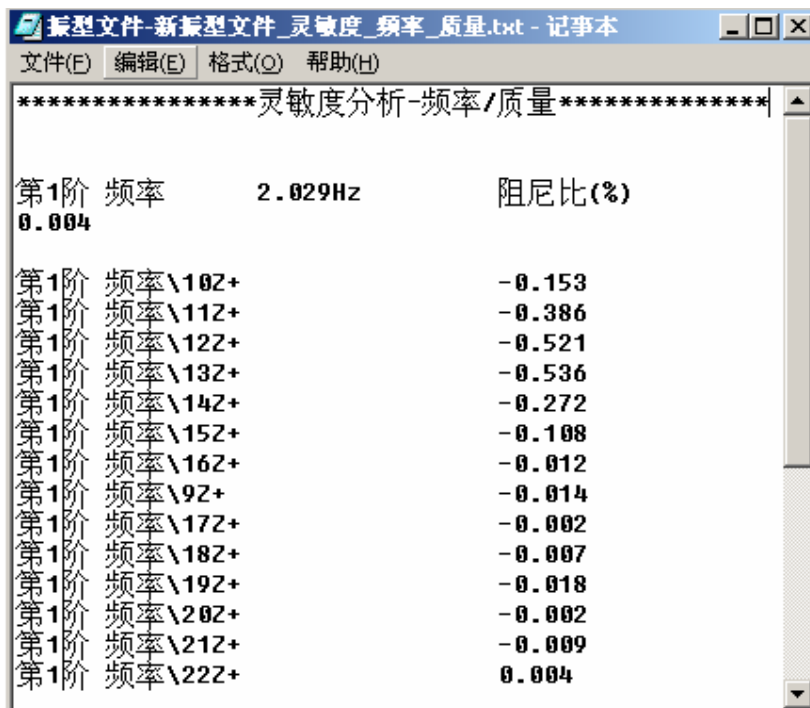 振型文件-新振型文件_灵敏度_频率_质量.txt - 记事本
文件(F) 编辑(E) 格式(O) 帮助(H)
****************灵敏度分析-频率/质量**************
第1阶 频率 2.029Hz 阻尼比(%)
0.004
第1阶 频率\10Z+ -0.153
第1阶 频率\11Z+ -0.386
第1阶 频率\12Z+ -0.521
第1阶 频率\13Z+ -0.536
第1阶 频率\14Z+ -0.272
第1阶 频率\15Z+ -0.108
第1阶 频率\16Z+ -0.012
第1阶 频率\9Z+ -0.014
第1阶 频率\17Z+ -0.002
第1阶 频率\18Z+ -0.007
第1阶 频率\19Z+ -0.018
第1阶 频率\20Z+ -0.002
第1阶 频率\21Z+ -0.009
第1阶 频率\22Z+ 0.004